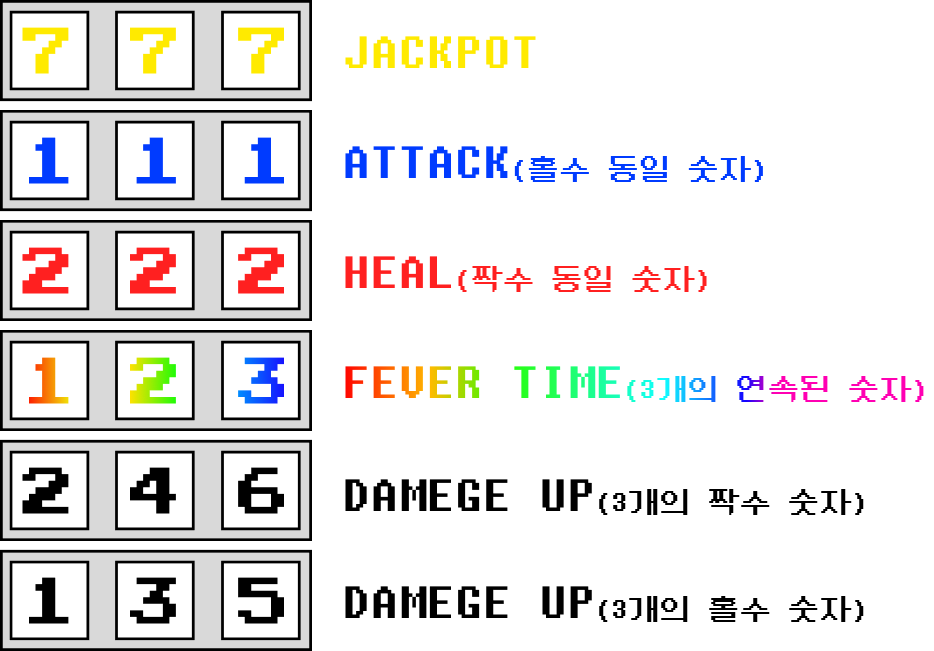 7 7 7 JACKPOT
1 1 1 ATTACK(홀수 동일 숫자)
2 2 2 HEAL(짝수 동일 숫자)
1 2 3 FEVER TIME(3개의 연속된 숫자)
2 4 6 DAMEGE UP(3개의 짝수 숫자)
1 3 5 DAMEGE UP(3개의 홀수 숫자)